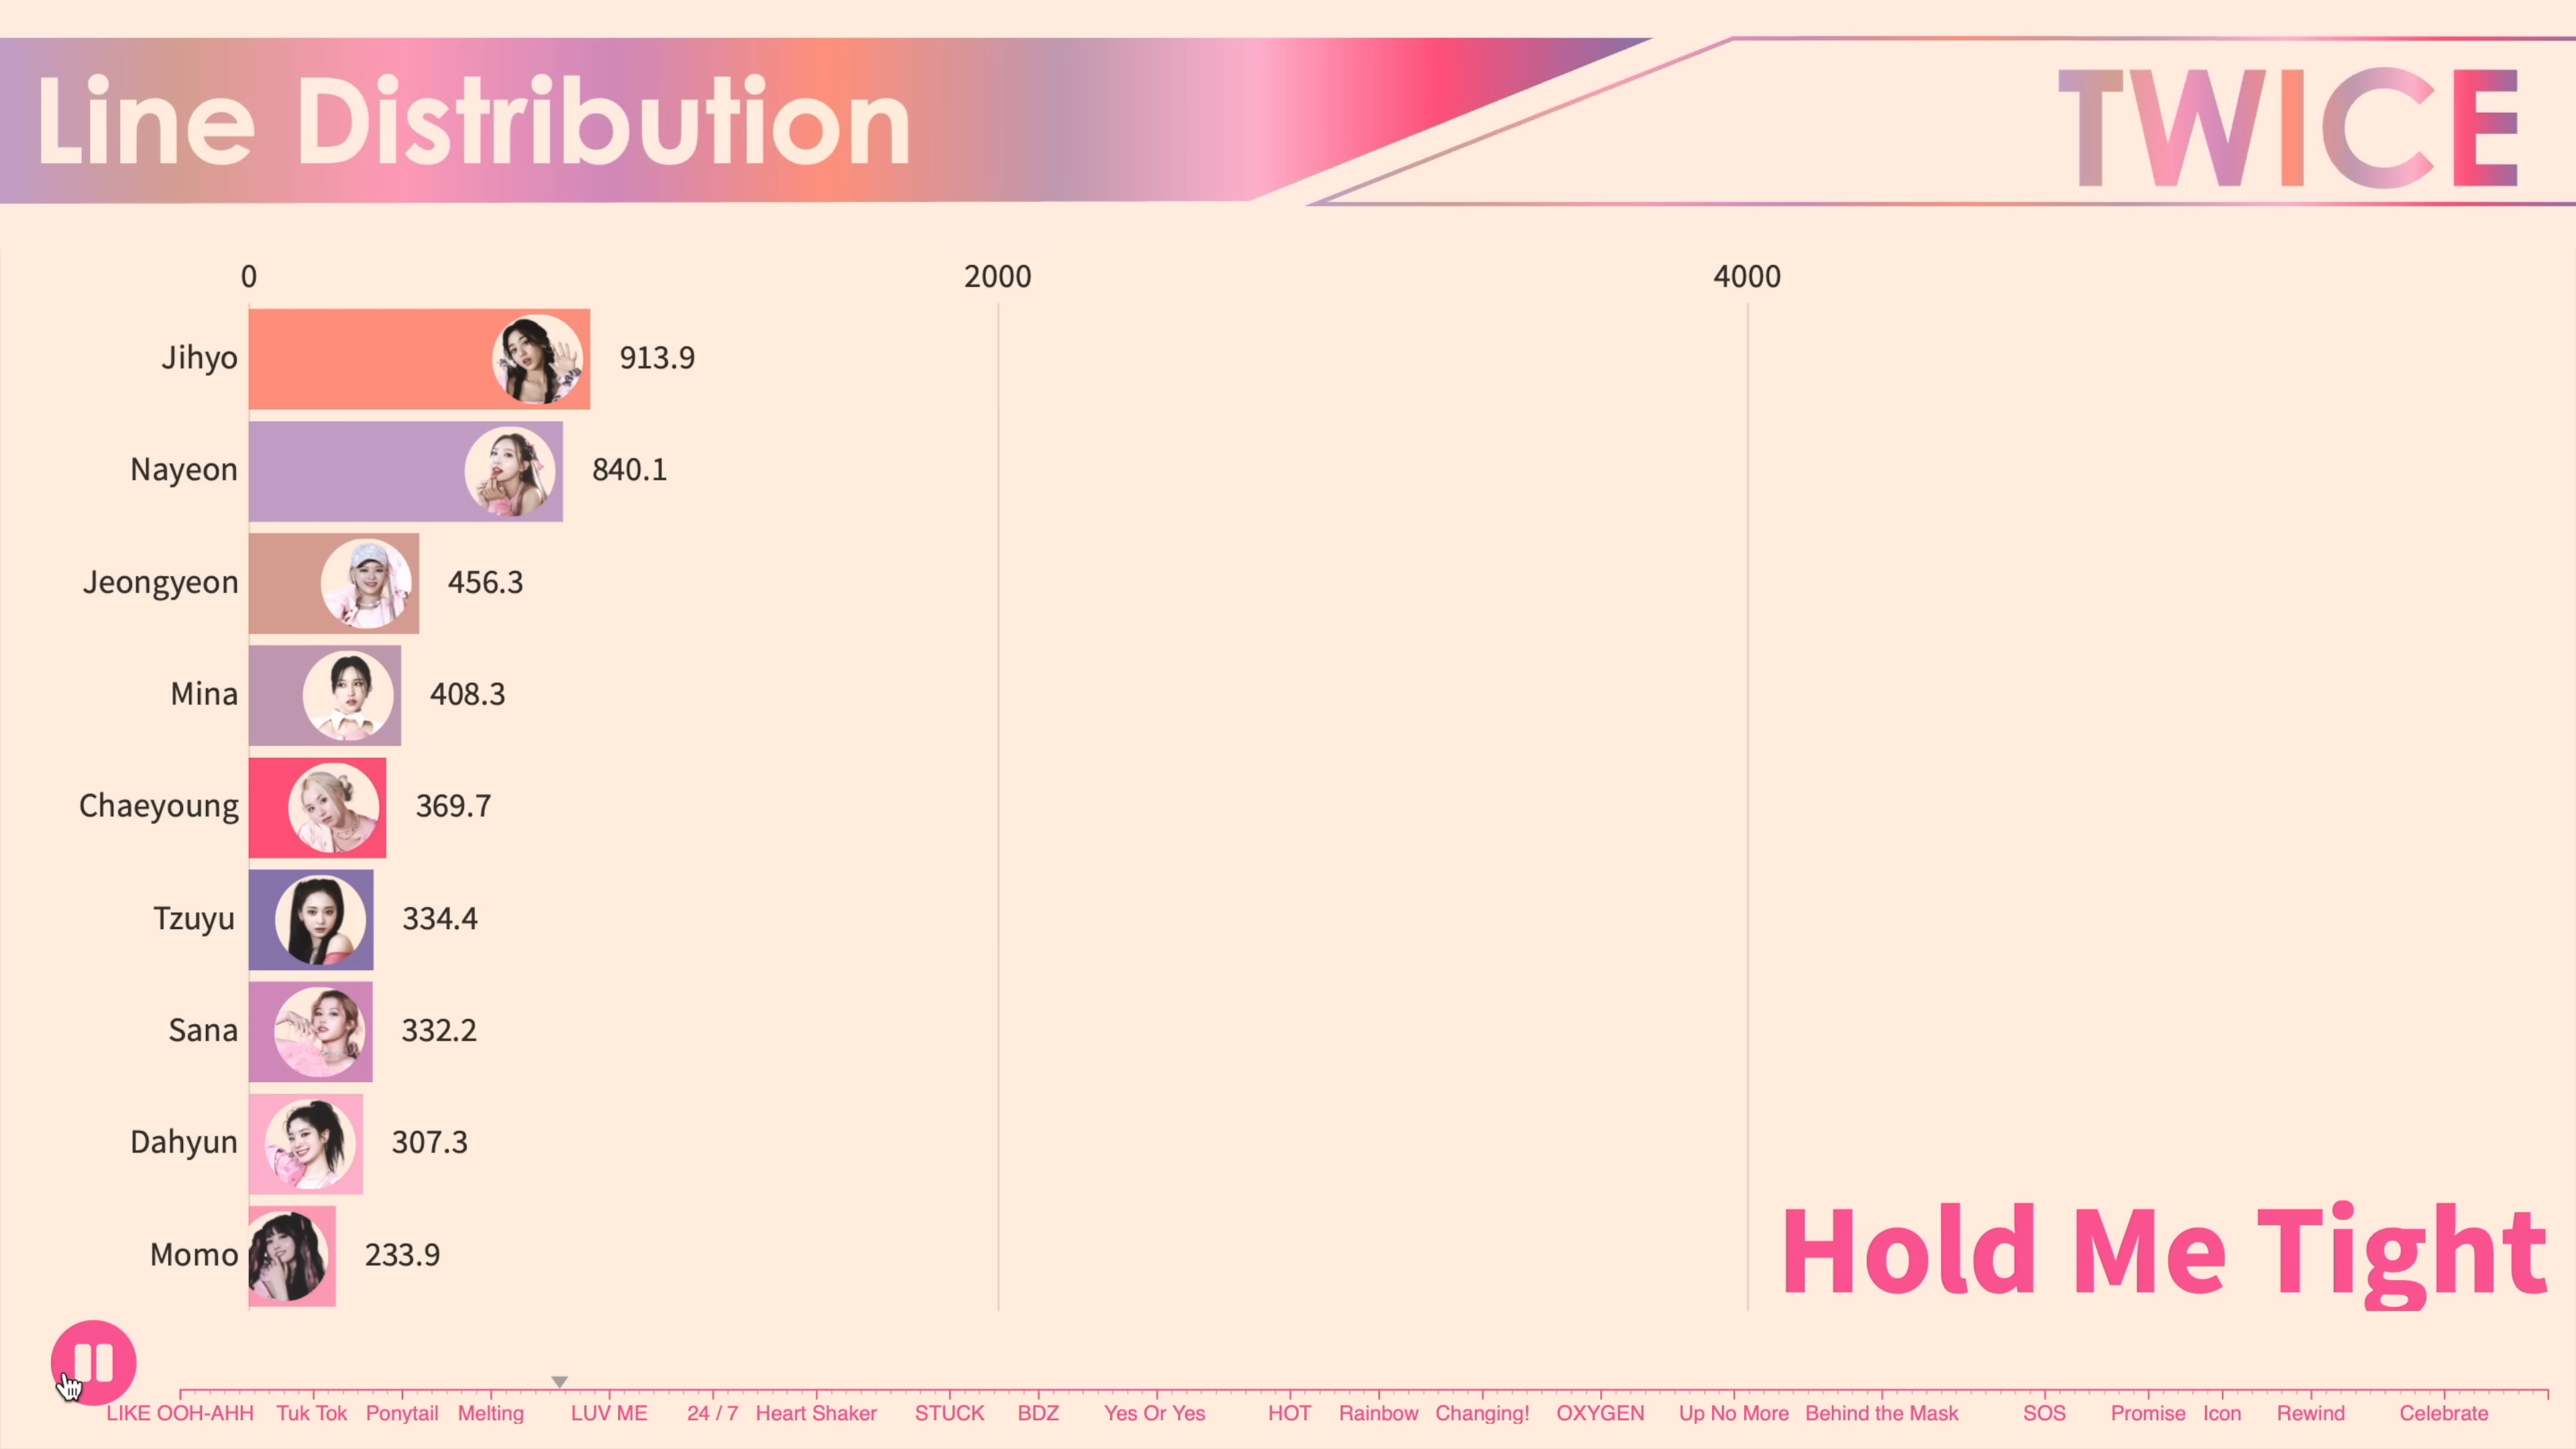 Line Distribution
TWICE
0 2000 4000
Jihyo 913.9
Nayeon 840.1
Jeongyeon 456.3
Mina 408.3
Chaeyoung 369.7
Tzuyu 334.4
Sana 332.2
Dahyun 307.3
Momo 233.9
Hold Me Tight
LIKE OOH-AHH Tuk Tok Ponytail Melting LUV ME 24 / 7 Heart Shaker STUCK BDZ Yes Or Yes HOT Rainbow Changing! OXYGEN Up No More Behind the Mask SOS Promise Icon Rewind Celebrate